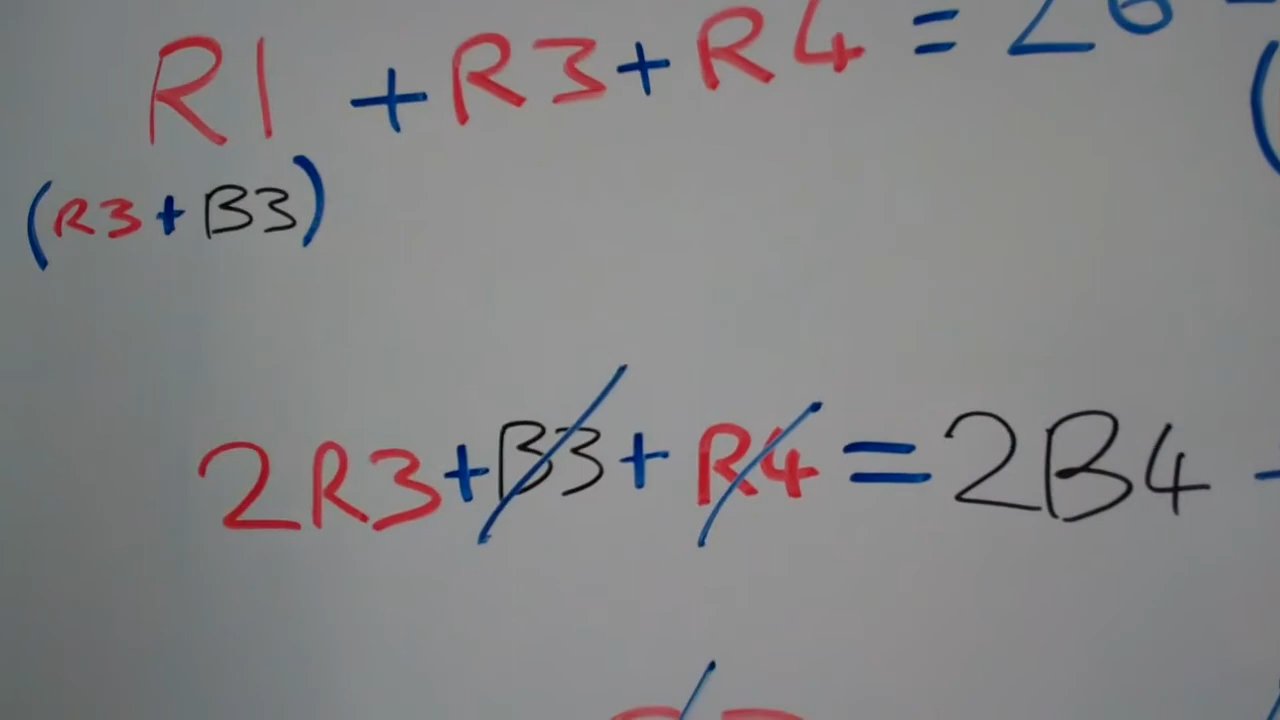 R1 + R3 + R4 =
(R3 + B3)
2R3 + B3 + R4 = 2B4 -